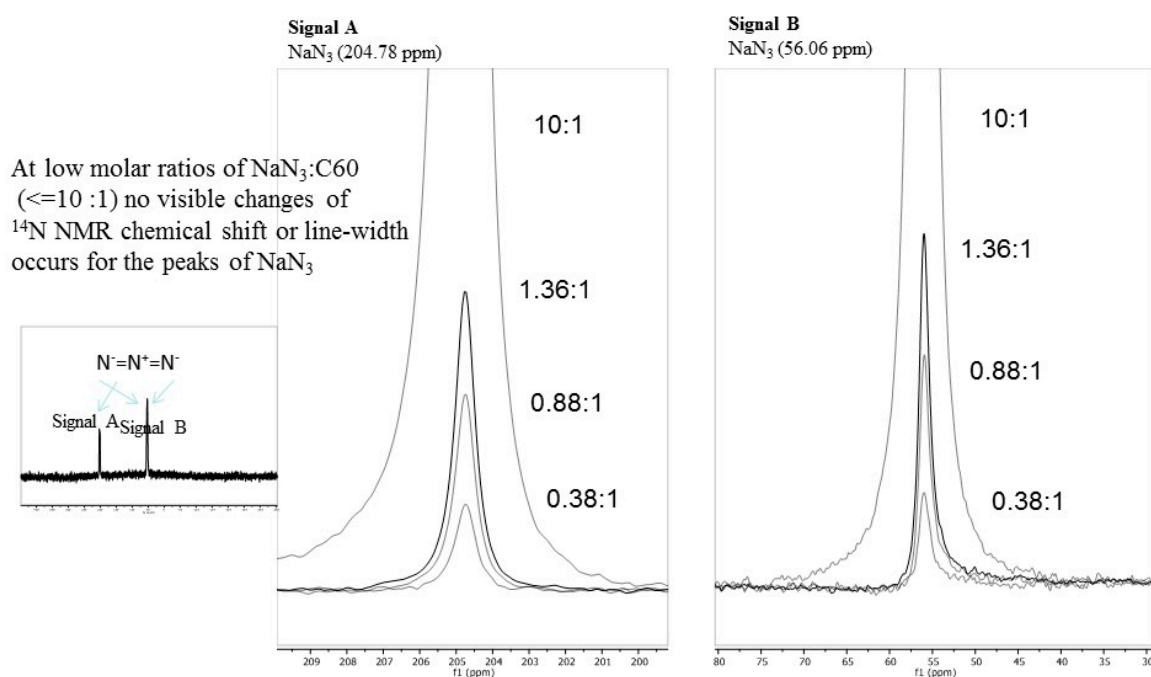 Signal A
NaN₃ (204.78 ppm)
Signal B
NaN₃ (56.06 ppm)
At low molar ratios of NaN₃:C60
(<=10 :1) no visible changes of
¹⁴N NMR chemical shift or line-width
occurs for the peaks of NaN₃
N⁻=N⁺=N⁻
Signal A
Signal B
10:1
1.36:1
0.88:1
0.38:1
209 208 207 206 205 204 203 202 201 200
f1 (ppm)
10:1
1.36:1
0.88:1
0.38:1
80 75 70 65 60 55 50 45 40 35 30
f1 (ppm)